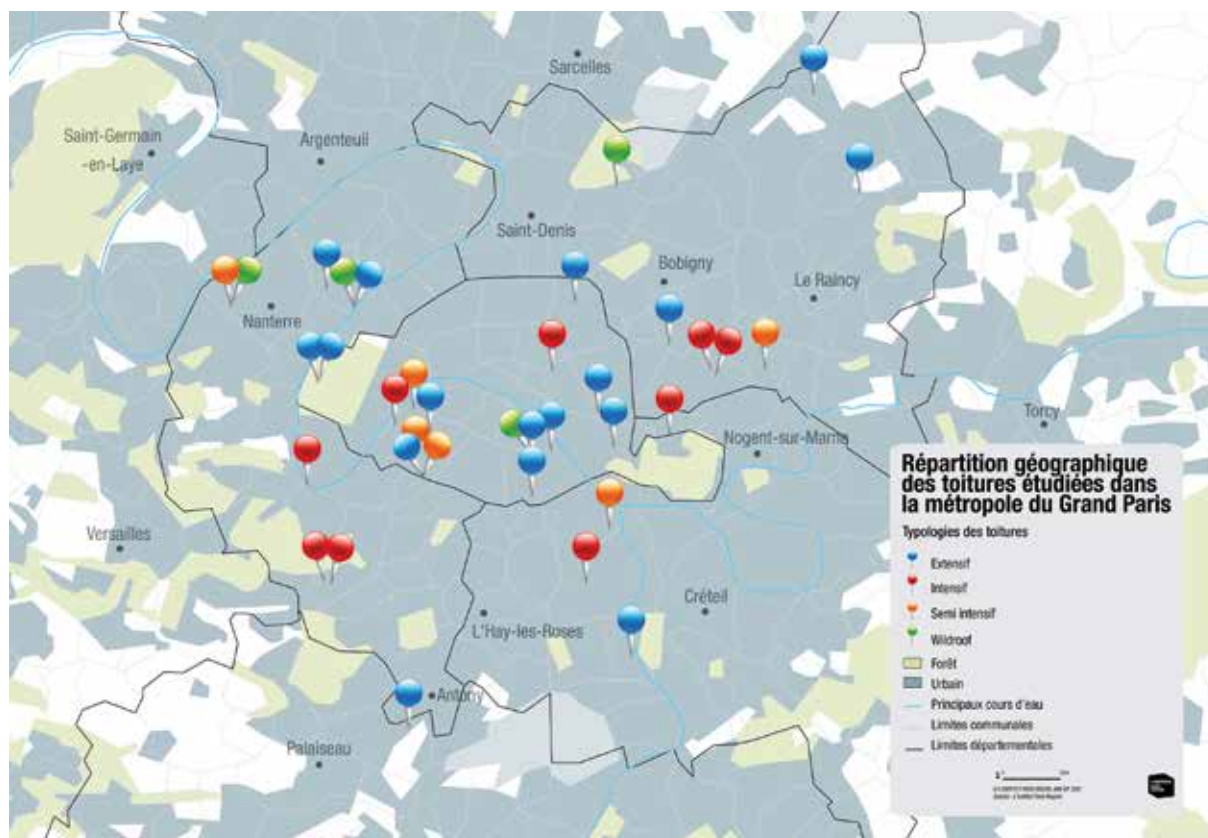 Sarcelles
Saint-Germain
-en-Laye
Argenteuil
Saint-Denis
Bobigny
Le Raincy
Nanterre
Torcy
Nogent-sur-Marne
Versailles
Créteil
L'Hay-les-Roses
Antony
Palaiseau
Répartition géographique
des toitures étudiées dans
la métropole du Grand Paris
Typologies des toitures
Extensif
Intensif
Semi intensif
Wildroof
Forêt
Urbain
Principaux cours d'eau
Limites communales
Limites départementales